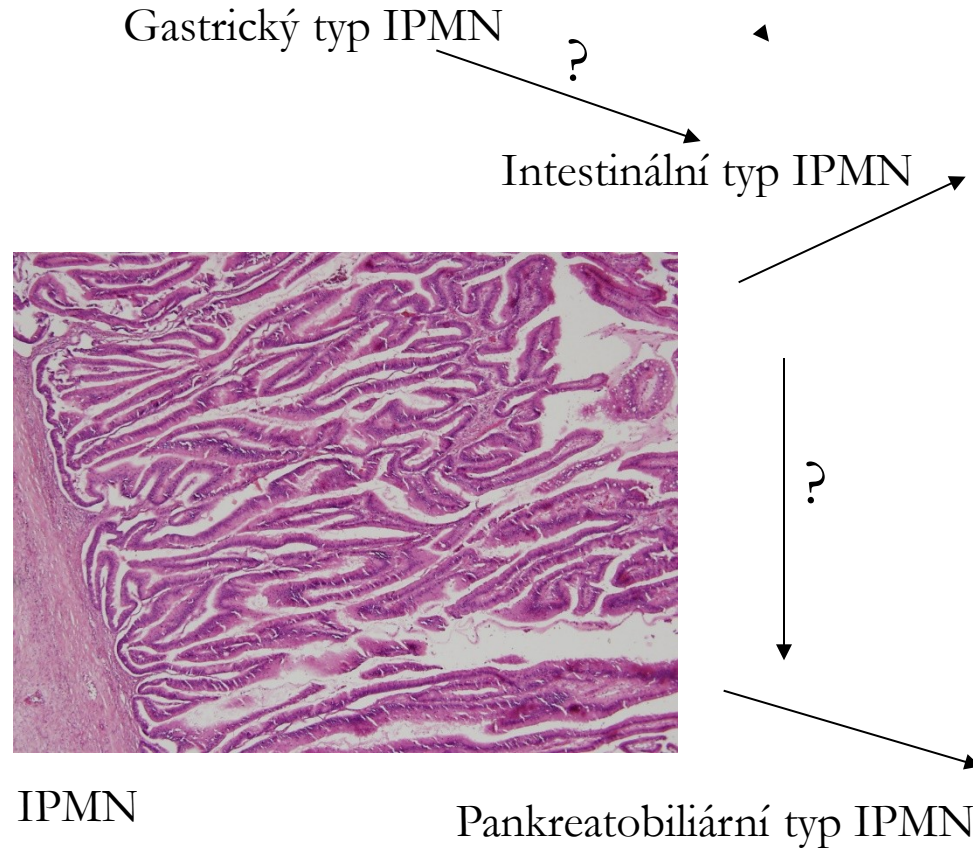 Gastrický typ IPMN
?
Intestinální typ IPMN
?
IPMN
Pankreatobiliární typ IPMN